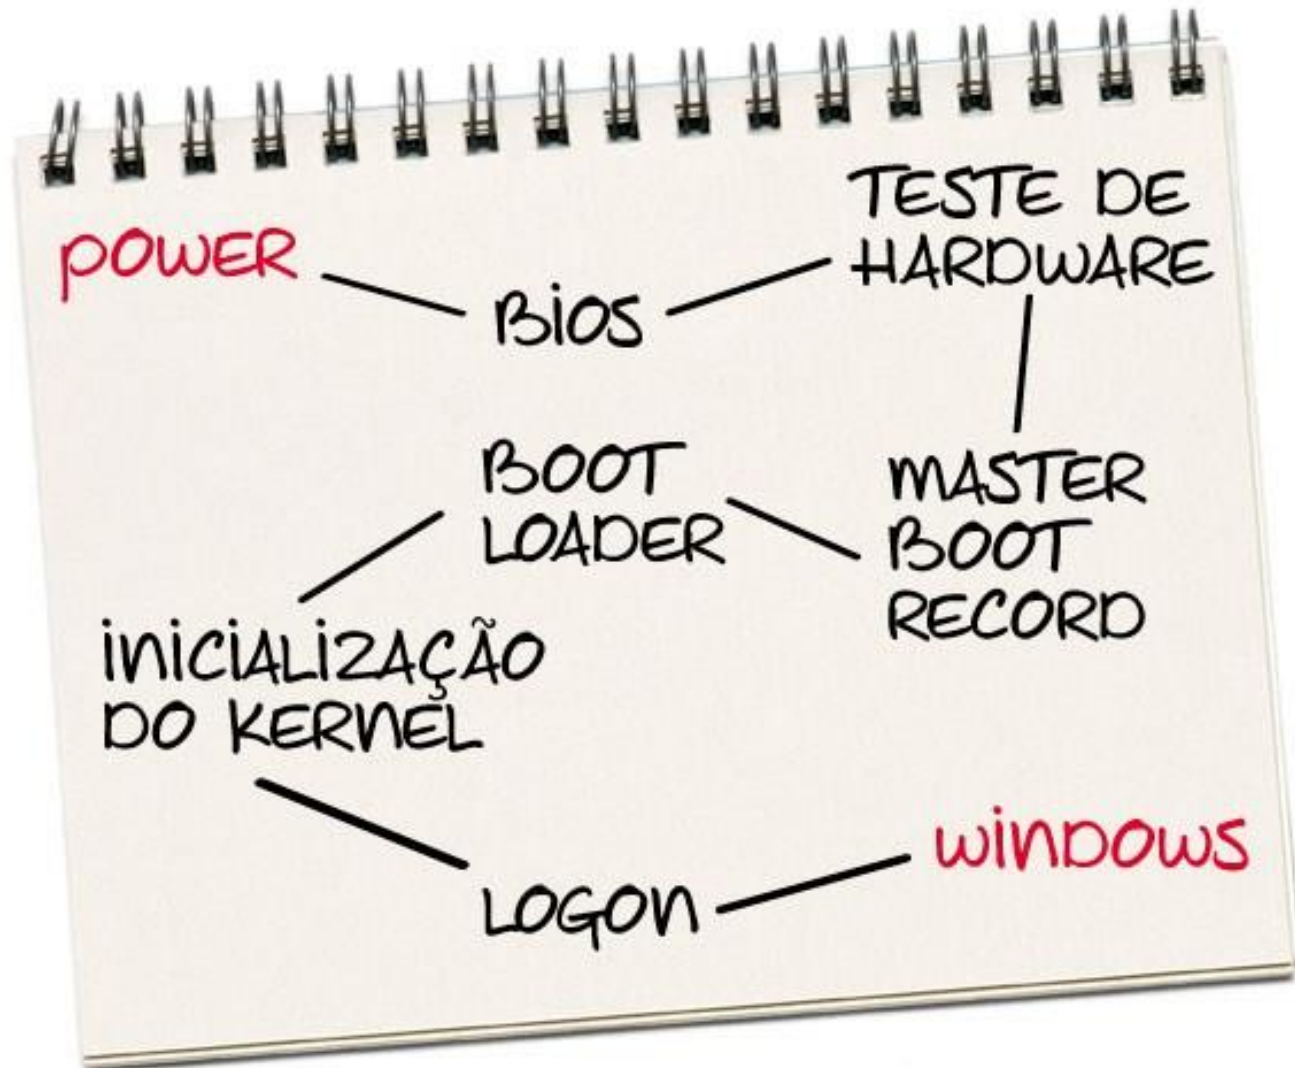 POWER
BIOS
TESTE DE
HARDWARE
MASTER
BOOT
RECORD
BOOT
LOADER
INICIALIZAÇÃO
DO KERNEL
LOGON
WINDOWS